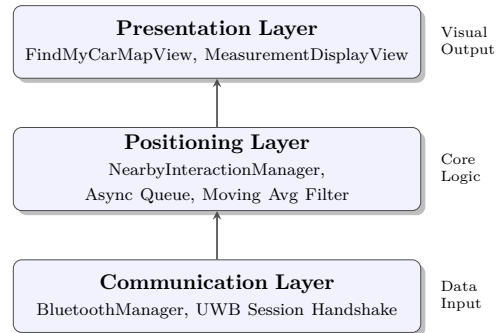 Presentation Layer
FindMyCarMapView, MeasurementDisplayView
Visual
Output
Positioning Layer
NearbyInteractionManager,
Async Queue, Moving Avg Filter
Core
Logic
Communication Layer
BluetoothManager, UWB Session Handshake
Data
Input